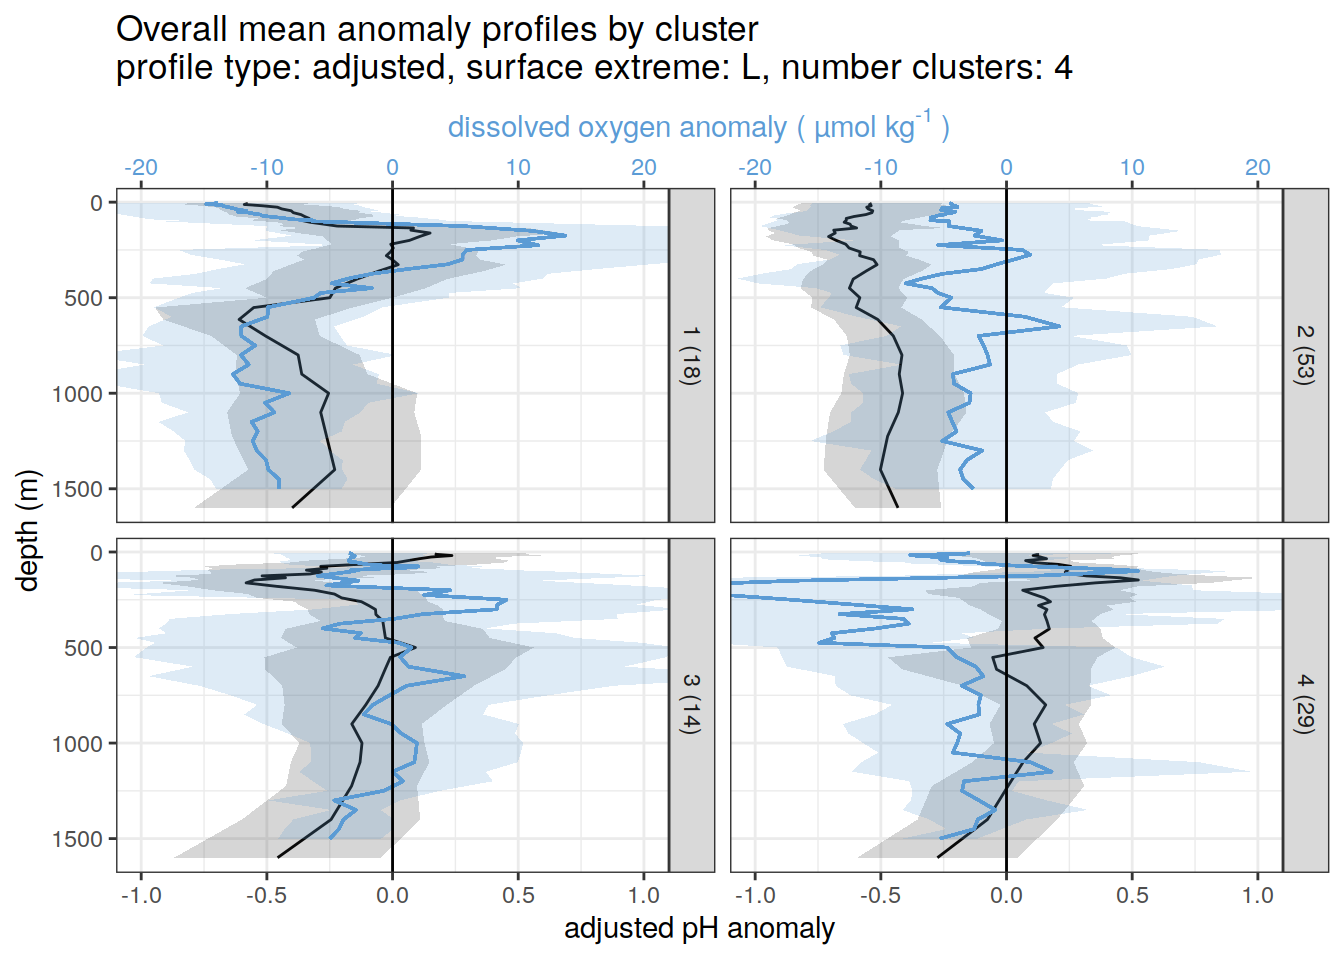 Overall mean anomaly profiles by cluster
profile type: adjusted, surface extreme: L, number clusters: 4
dissolved oxygen anomaly ( µmol kg-1 )
-20 -10 0 10 20 -20 -10 0 10 20
0
500
1000
1500
1 (18)
2 (53)
depth (m)
0
500
1000
1500
3 (14)
4 (29)
-1.0 -0.5 0.0 0.5 1.0 -1.0 -0.5 0.0 0.5 1.0
adjusted pH anomaly